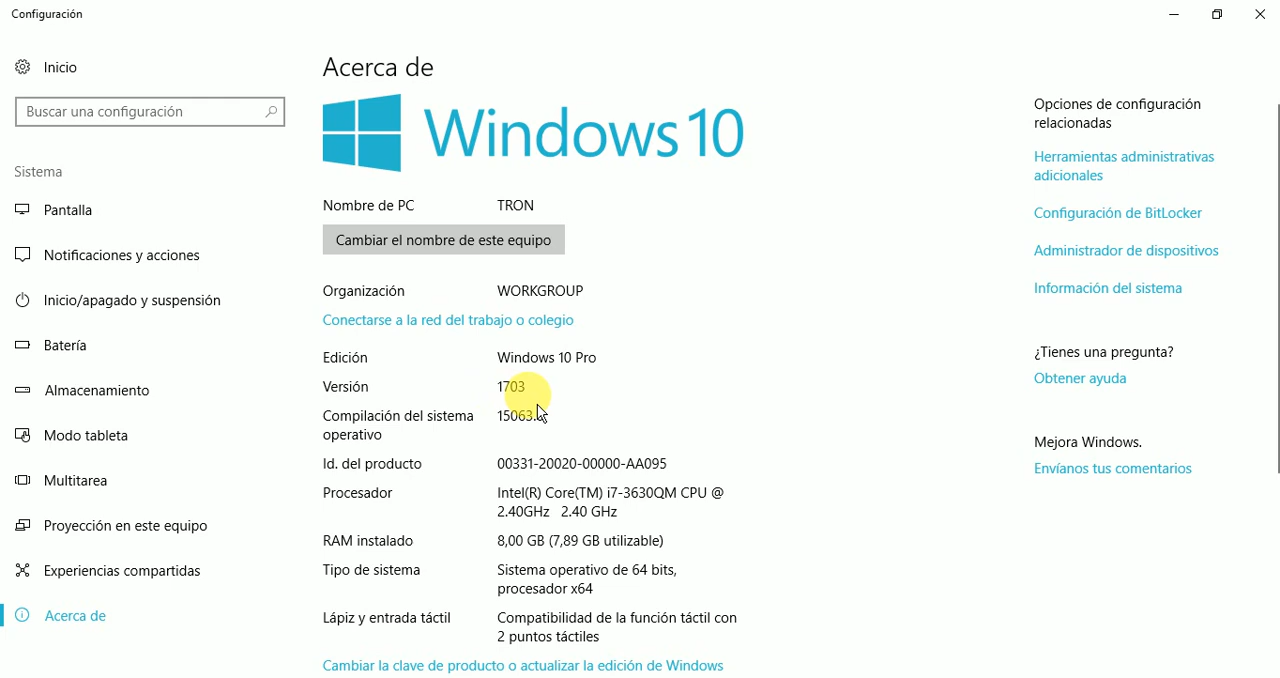 Configuración
Inicio
Buscar una configuración
Sistema
Pantalla
Notificaciones y acciones
Inicio/apagado y suspensión
Batería
Almacenamiento
Modo tableta
Multitarea
Proyección en este equipo
Experiencias compartidas
Acerca de
Acerca de
Windows 10
Nombre de PC TRON
Cambiar el nombre de este equipo
Organización WORKGROUP
Conectarse a la red del trabajo o colegio
Edición Windows 10 Pro
Versión 1703
Compilación del sistema
operativo
Id. del producto 00331-20020-00000-AA095
Procesador Intel(R) Core(TM) i7-3630QM CPU @
2.40GHz 2.40 GHz
RAM instalado 8,00 GB (7,89 GB utilizable)
Tipo de sistema Sistema operativo de 64 bits,
procesador x64
Lápiz y entrada táctil Compatibilidad de la función táctil con
2 puntos táctiles
Cambiar la clave de producto o actualizar la edición de Windows
Opciones de configuración
relacionadas
Herramientas administrativas
adicionales
Configuración de BitLocker
Administrador de dispositivos
Información del sistema
¿Tienes una pregunta?
Obtener ayuda
Mejora Windows.
Envíanos tus comentarios